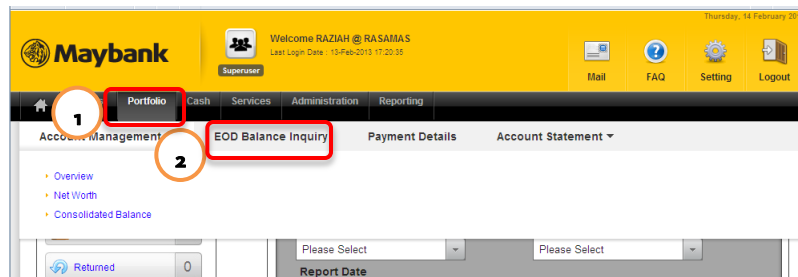 Thursday, 14 February 20
Welcome RAZIAH @ RASAMAS
Last Login Date : 13-Feb-2013 17:20:35
Maybank
Superuser
Mail FAQ Setting Logout
Portfolio Cash Services Administration Reporting
1
Account Management EOD Balance Inquiry Payment Details Account Statement
2
Overview
Net Worth
Consolidated Balance
Please Select Please Select
Returned 0
Report Date